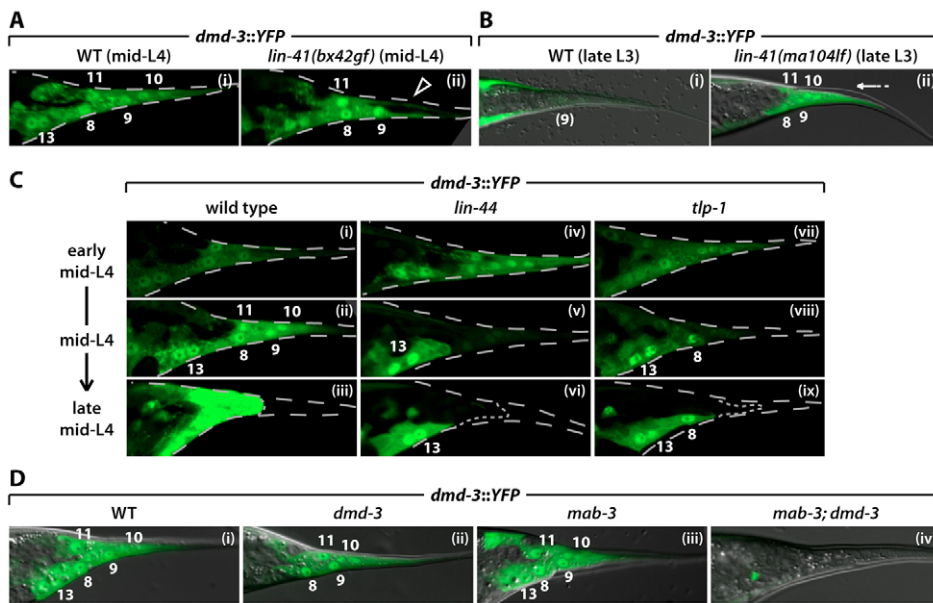 A
dmd-3::YFP
WT (mid-L4)
lin-41(bx42gf) (mid-L4)
11
10
(i)
13
8
9
11
(ii)
8
9
B
dmd-3::YFP
WT (late L3)
lin-41(ma104lf) (late L3)
(i)
(9)
11
10
(ii)
8
9
C
dmd-3::YFP
wild type
lin-44
tlp-1
early
mid-L4
(i)
(iv)
(vii)
mid-L4
11
10
(ii)
13
8
9
13
(v)
(viii)
13
8
late
mid-L4
(iii)
(vi)
13
(ix)
13
8
D
dmd-3::YFP
WT
dmd-3
mab-3
mab-3; dmd-3
11
10
(i)
13
8
9
11
10
(ii)
8
9
11
10
(iii)
8
9
(iv)